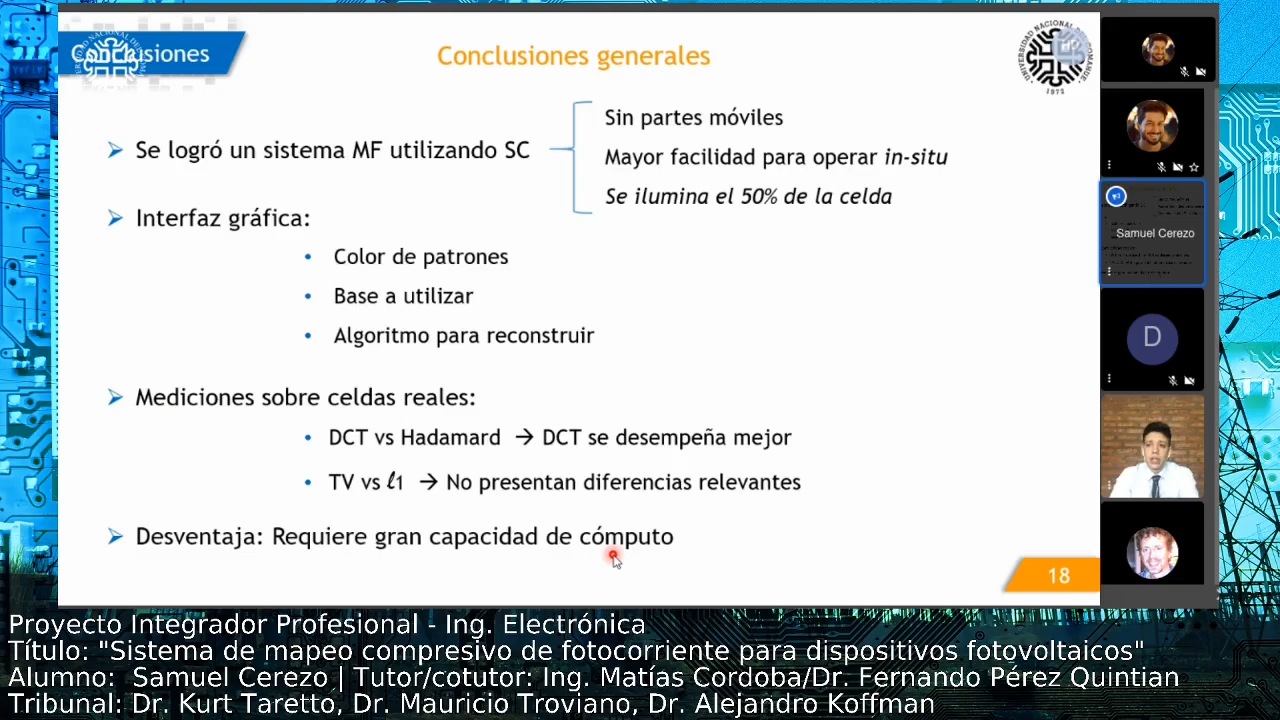 Conclusiones
Conclusiones generales
UNIVERSIDAD NACIONAL DEL COMAHUE
1972
Se logró un sistema MF utilizando SC
Sin partes móviles
Mayor facilidad para operar in-situ
Se ilumina el 50% de la celda
Interfaz gráfica:
Color de patrones
Base a utilizar
Algoritmo para reconstruir
Mediciones sobre celdas reales:
DCT vs Hadamard → DCT se desempeña mejor
TV vs ℓ1 → No presentan diferencias relevantes
Desventaja: Requiere gran capacidad de cómputo
18
Samuel Cerezo
D
Proyecto Integrador Profesional - Ing. Electrónica
Título: "Sistema de mapeo compresivo de fotocorriente para dispositivos fotovoltaicos"
Alumno: Samuel Cerezo | Tutor/cotutor: Ing. Matías Cordoba/Dr. Fernando Pérez Quintian
Tribunal: Dr. Kurt Taretto, Dr. Mauricio Troviano, Dr. Alejandro Koffman